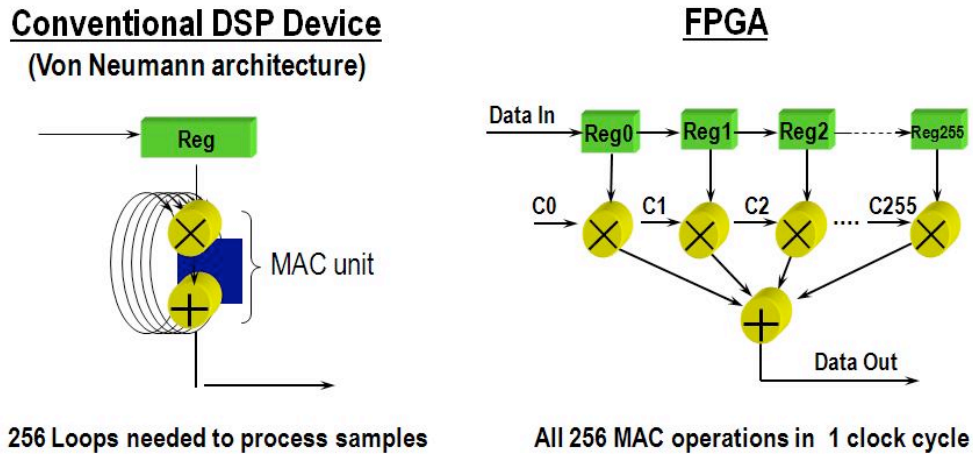 Conventional DSP Device
(Von Neumann architecture)
Reg
MAC unit
256 Loops needed to process samples
FPGA
Data In
Reg0
Reg1
Reg2
Reg255
C0
C1
C2
....
C255
Data Out
All 256 MAC operations in 1 clock cycle